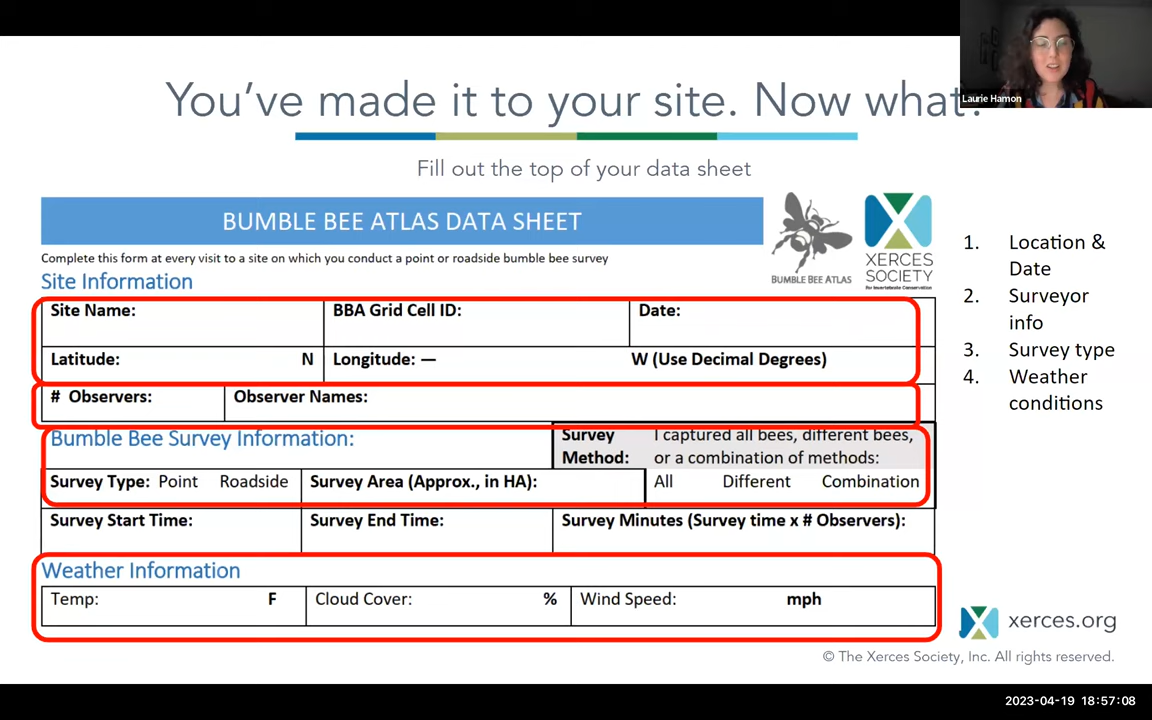 You've made it to your site. Now what?
Laurie Hamon
Fill out the top of your data sheet
BUMBLE BEE ATLAS DATA SHEET
BUMBLE BEE ATLAS
XERCES
SOCIETY
for Invertebrate Conservation
Complete this form at every visit to a site on which you conduct a point or roadside bumble bee survey
Site Information
Site Name: BBA Grid Cell ID: Date:
Latitude: N Longitude: — W (Use Decimal Degrees)
# Observers: Observer Names:
Bumble Bee Survey Information: Survey Method: I captured all bees, different bees,
or a combination of methods:
Survey Type: Point Roadside Survey Area (Approx., in HA): All Different Combination
Survey Start Time: Survey End Time: Survey Minutes (Survey time x # Observers):
Weather Information
Temp: F Cloud Cover: % Wind Speed: mph
1. Location &
Date
2. Surveyor
info
3. Survey type
4. Weather
conditions
xerces.org
© The Xerces Society, Inc. All rights reserved.
2023-04-19 18:57:08